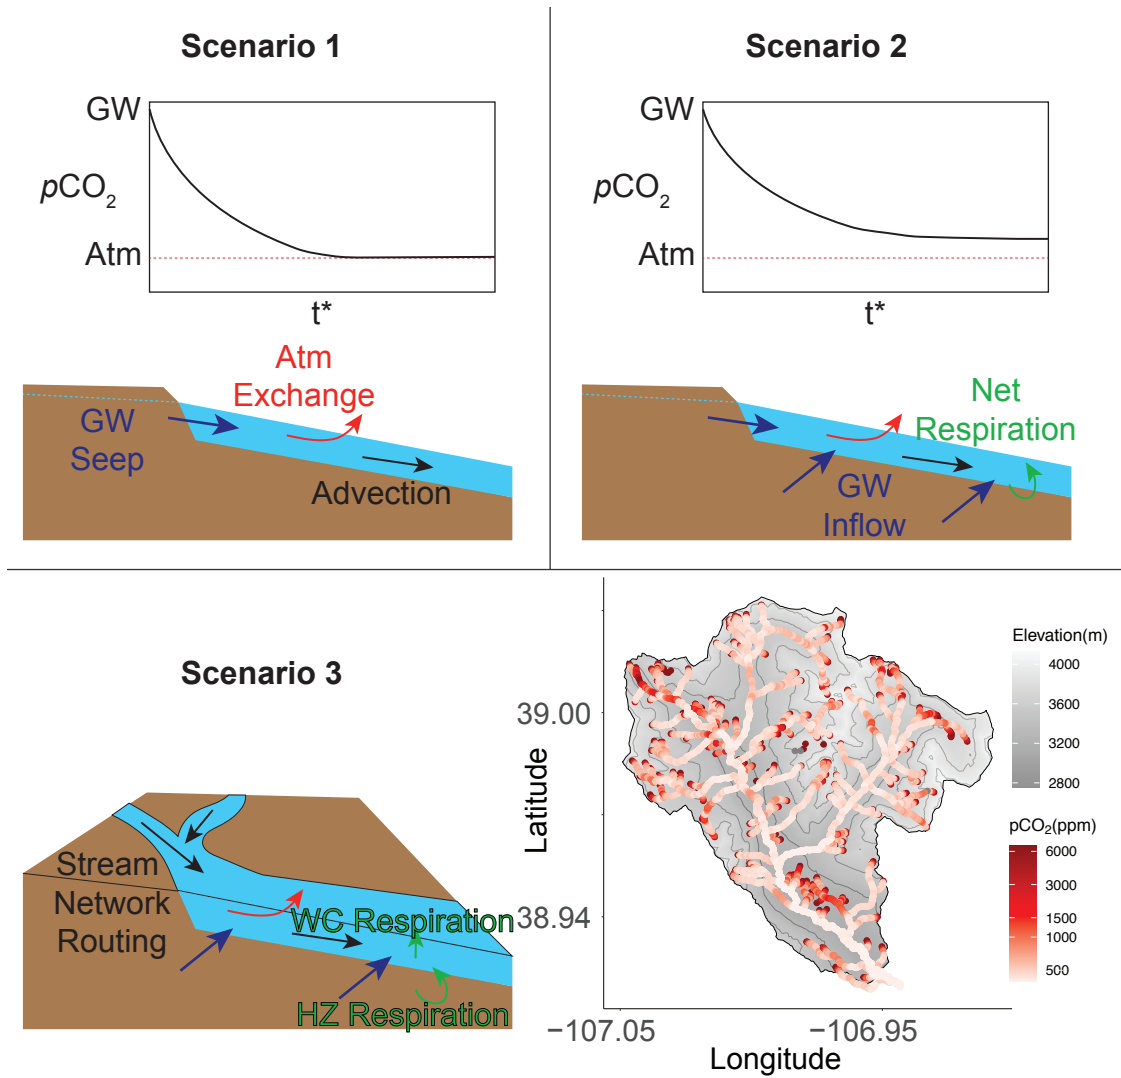 Scenario 1
GW
pCO2
Atm
t*
Atm
Exchange
GW
Seep
Advection
Scenario 2
GW
pCO2
Atm
t*
Net
Respiration
GW
Inflow
Scenario 3
Stream
Network
Routing
WC Respiration
HZ Respiration
39.00
38.94
Latitude
−107.05
−106.95
Longitude
Elevation(m)
4000
3600
3200
2800
pCO2(ppm)
6000
3000
1500
1000
500